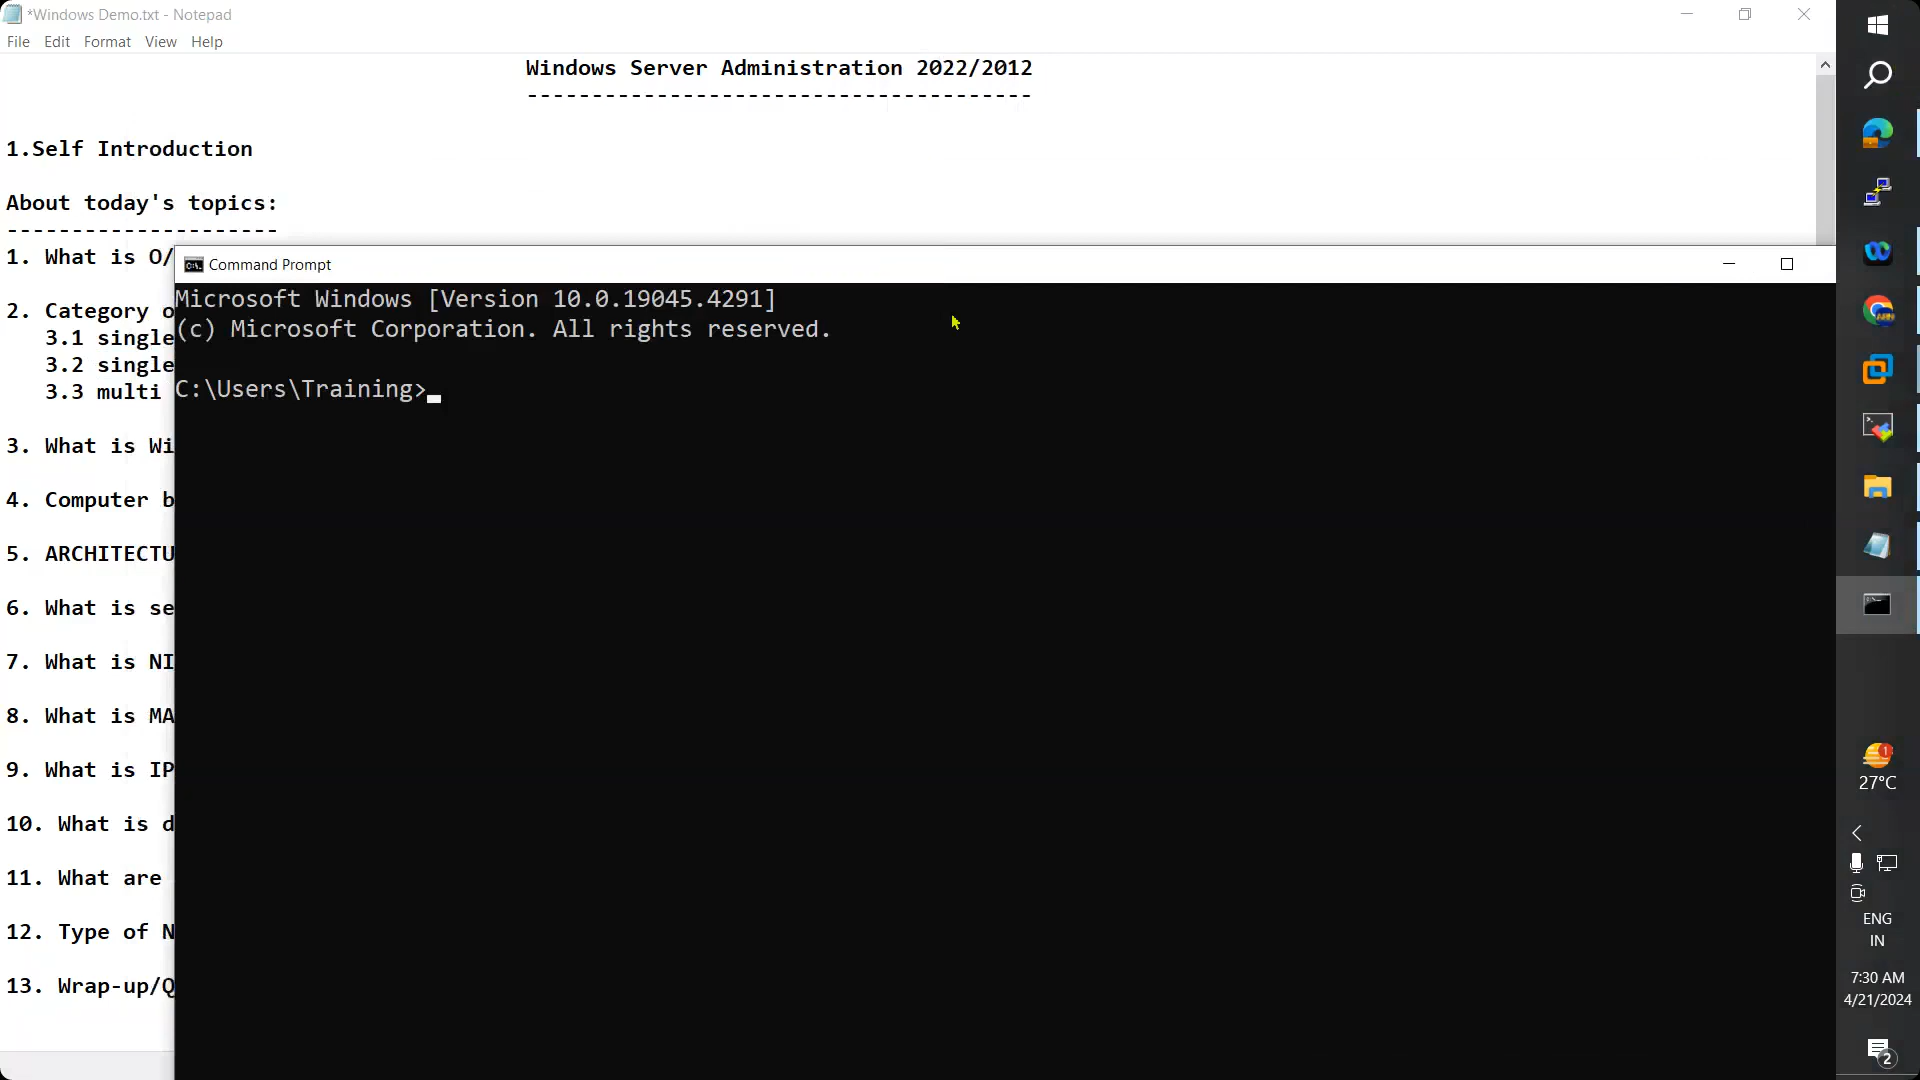 *Windows Demo.txt - Notepad
File Edit Format View Help
Windows Server Administration 2022/2012
---------------------------------------
1.Self Introduction
About today's topics:
---------------------
1. What is O/
2. Category o
3.1 single
3.2 single
3.3 multi
3. What is Wi
4. Computer b
5. ARCHITECTU
6. What is se
7. What is NI
8. What is MA
9. What is IP
10. What is d
11. What are
12. Type of N
13. Wrap-up/Q
Command Prompt
Microsoft Windows [Version 10.0.19045.4291]
(c) Microsoft Corporation. All rights reserved.
C:\Users\Training>
1
27°C
ENG
IN
7:30 AM
4/21/2024
2